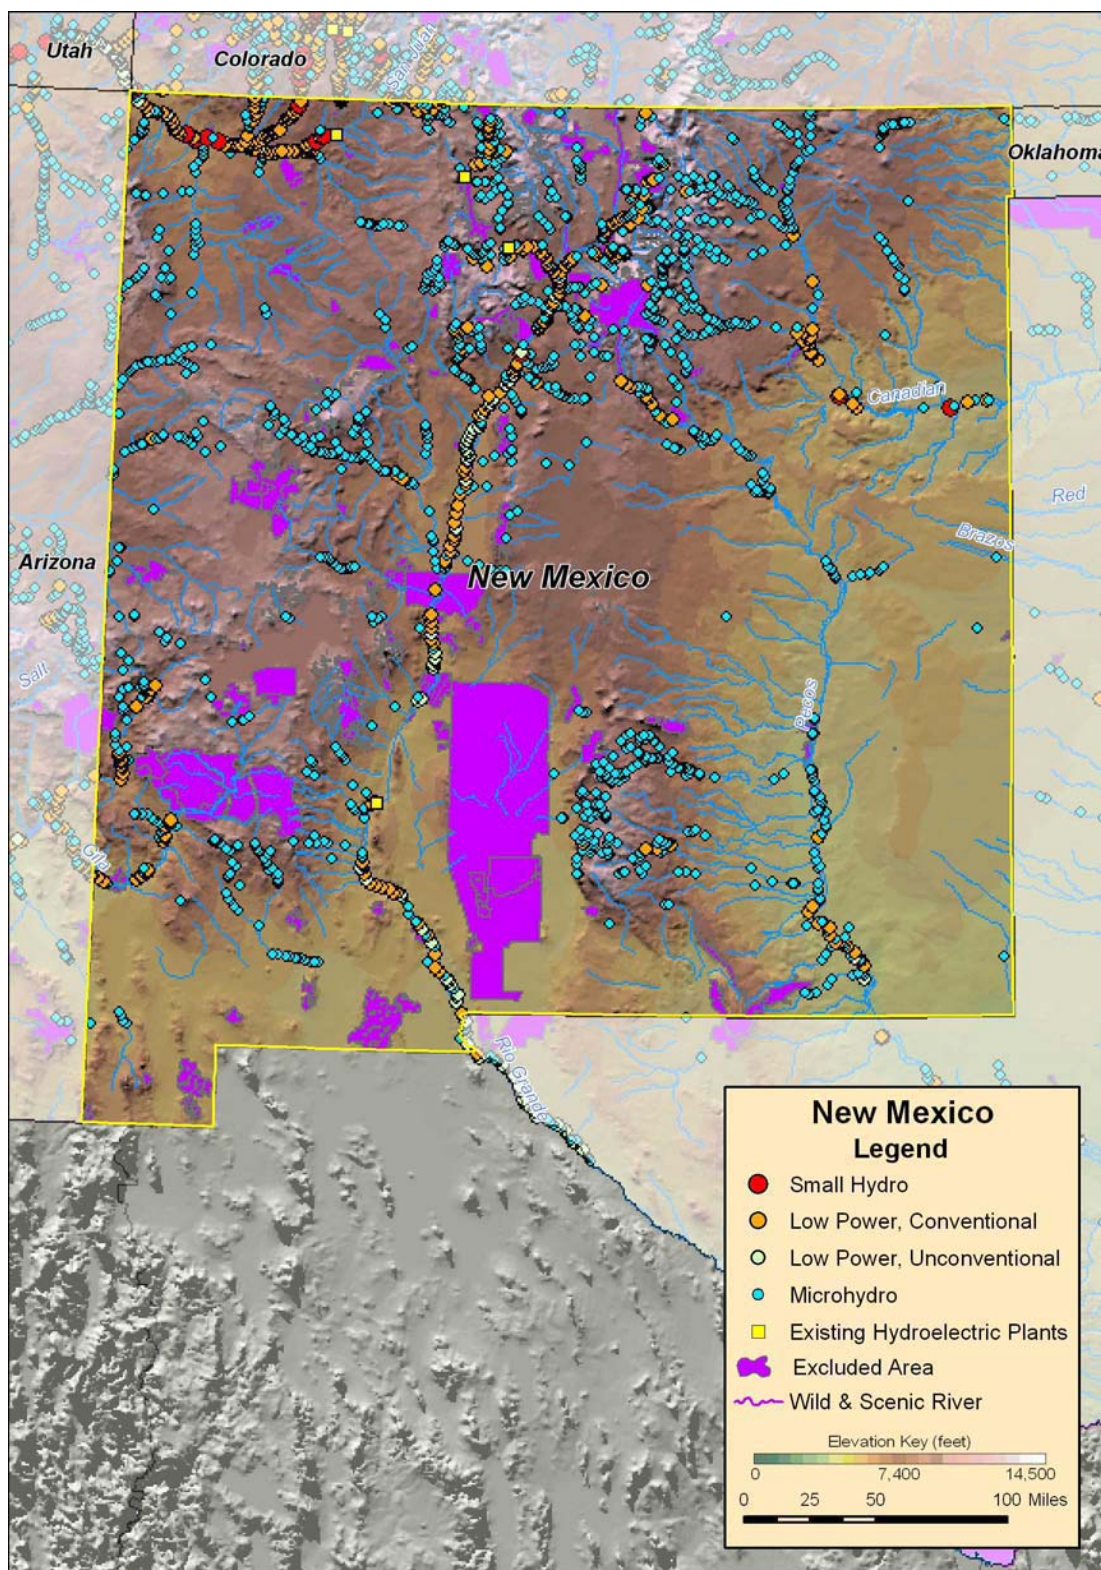 Utah
Colorado
San Juan
Oklahoma
Canadian
Red
Brazos
Arizona
New Mexico
Salt
Pecos
Gila
Rio Grande
New Mexico
Legend
Small Hydro
Low Power, Conventional
Low Power, Unconventional
Microhydro
Existing Hydroelectric Plants
Excluded Area
Wild & Scenic River
Elevation Key (feet)
0 7,400 14,500
0 25 50 100 Miles